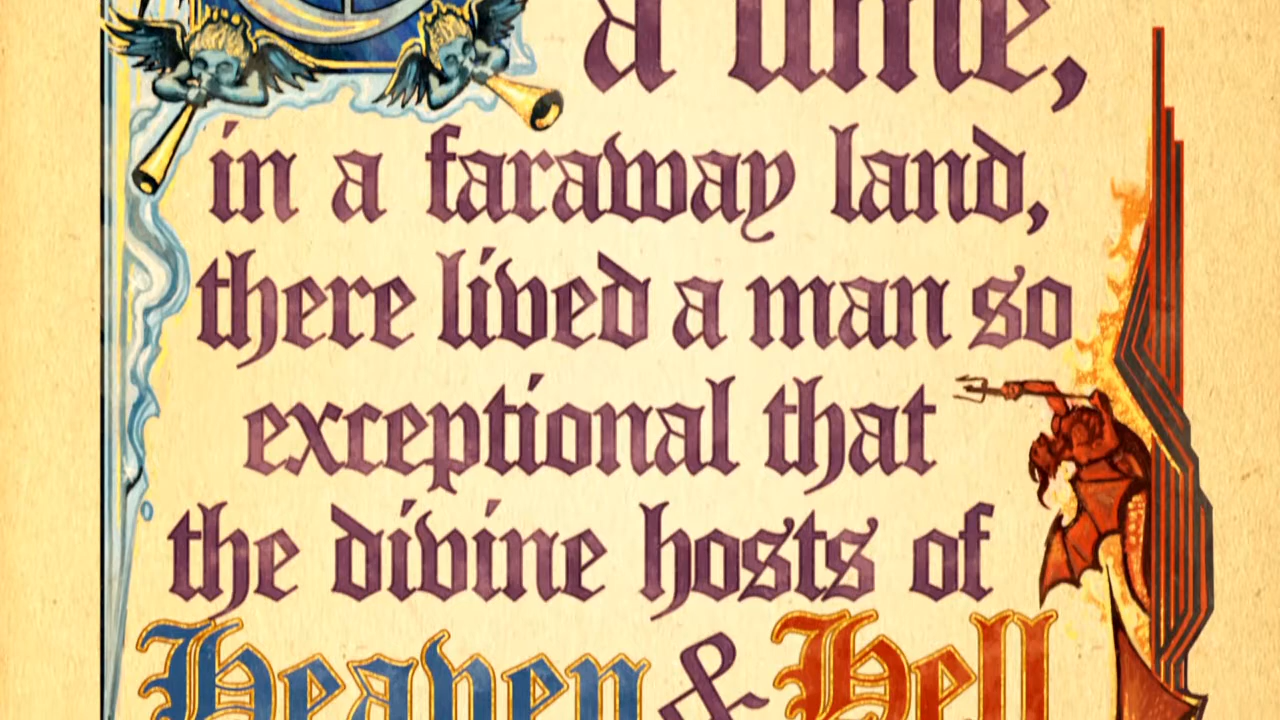 a time,
in a faraway land,
there lived a man so
exceptional that
the divine hosts of
Heaven & Hell